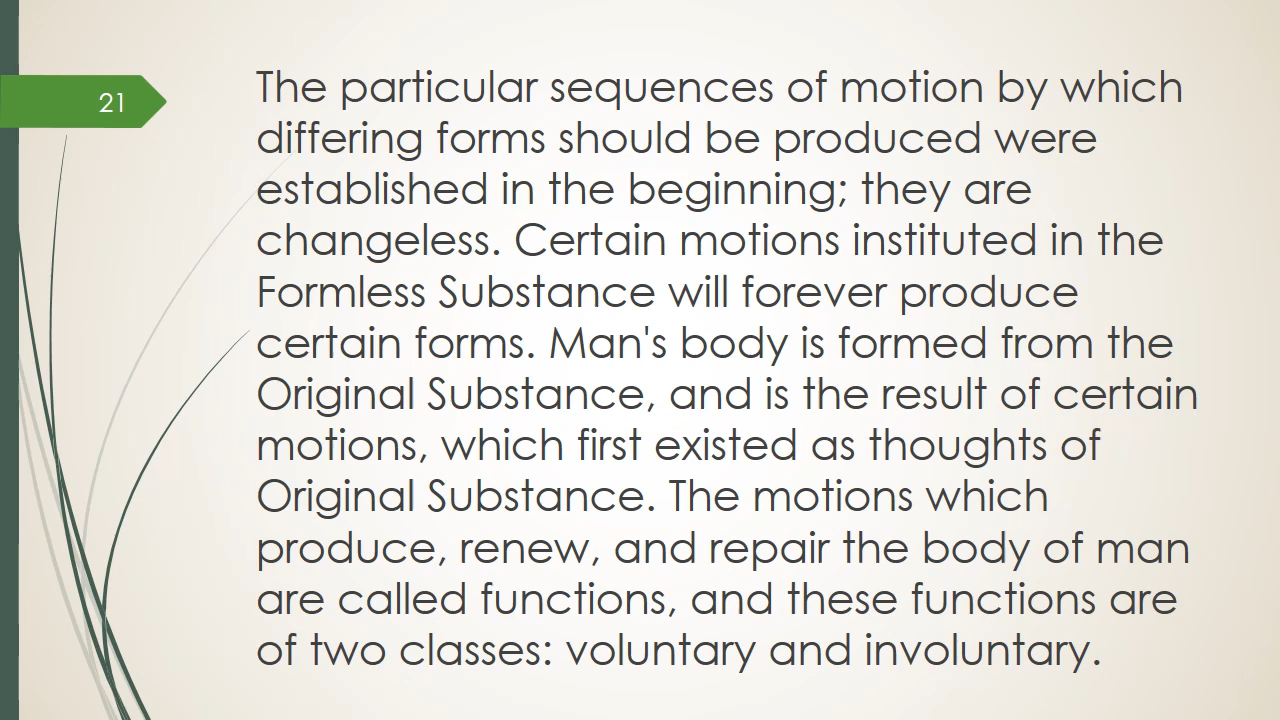 21
The particular sequences of motion by which
differing forms should be produced were
established in the beginning; they are
changeless. Certain motions instituted in the
Formless Substance will forever produce
certain forms. Man's body is formed from the
Original Substance, and is the result of certain
motions, which first existed as thoughts of
Original Substance. The motions which
produce, renew, and repair the body of man
are called functions, and these functions are
of two classes: voluntary and involuntary.